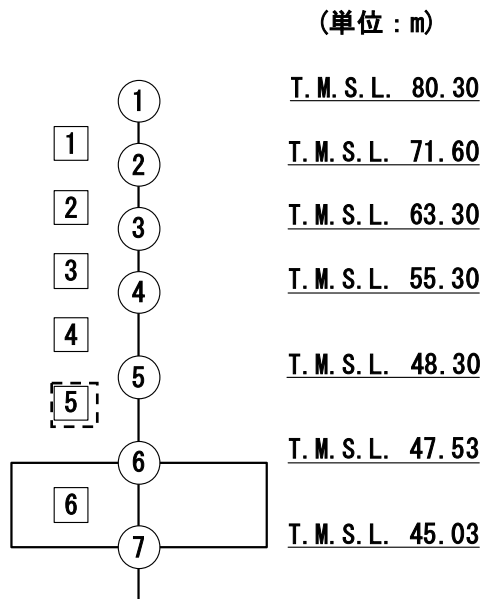 (単位:m)
1 T.M.S.L. 80.30
1
2 T.M.S.L. 71.60
2
3 T.M.S.L. 63.30
3
4 T.M.S.L. 55.30
4
5 T.M.S.L. 48.30
5
6 T.M.S.L. 47.53
6
7 T.M.S.L. 45.03